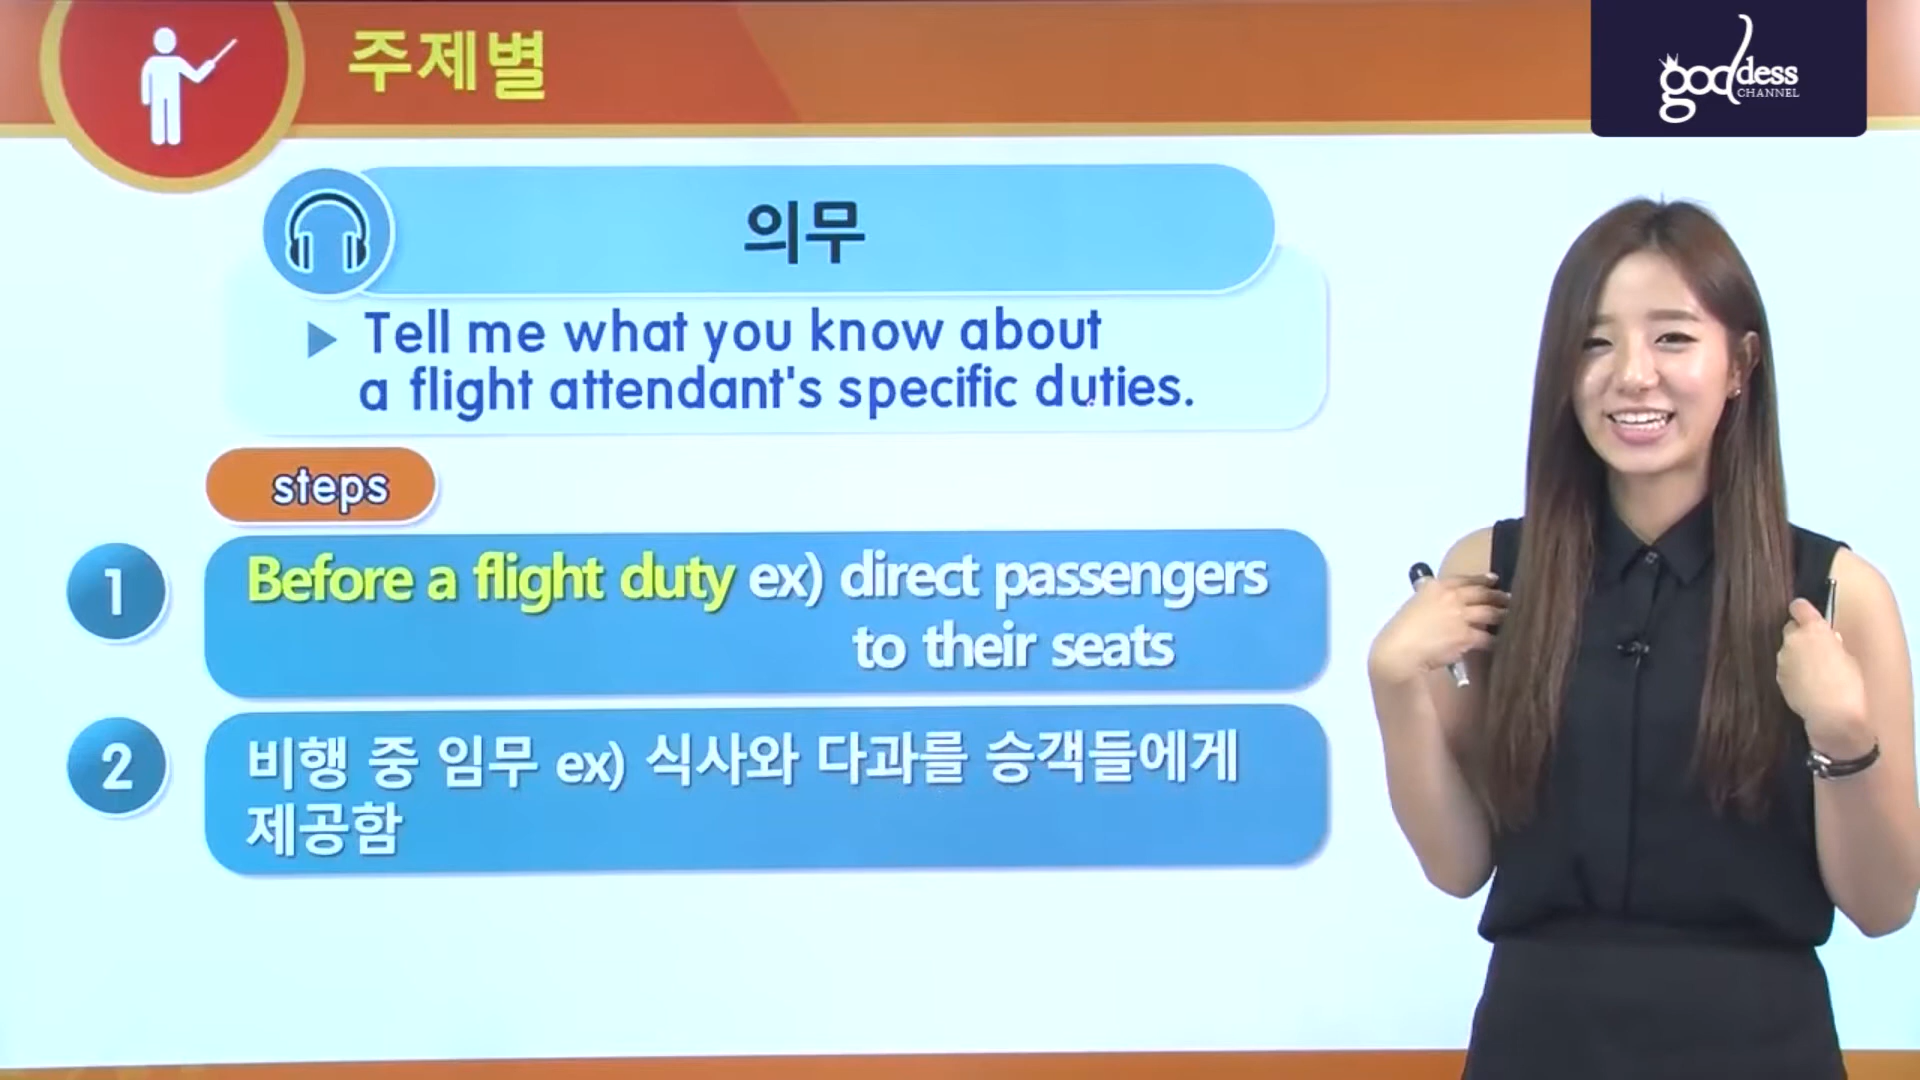 주제별
goddess
CHANNEL
의무
Tell me what you know about
a flight attendant's specific duties.
steps
1
Before a flight duty ex) direct passengers
to their seats
2
비행 중 임무 ex) 식사와 다과를 승객들에게
제공함